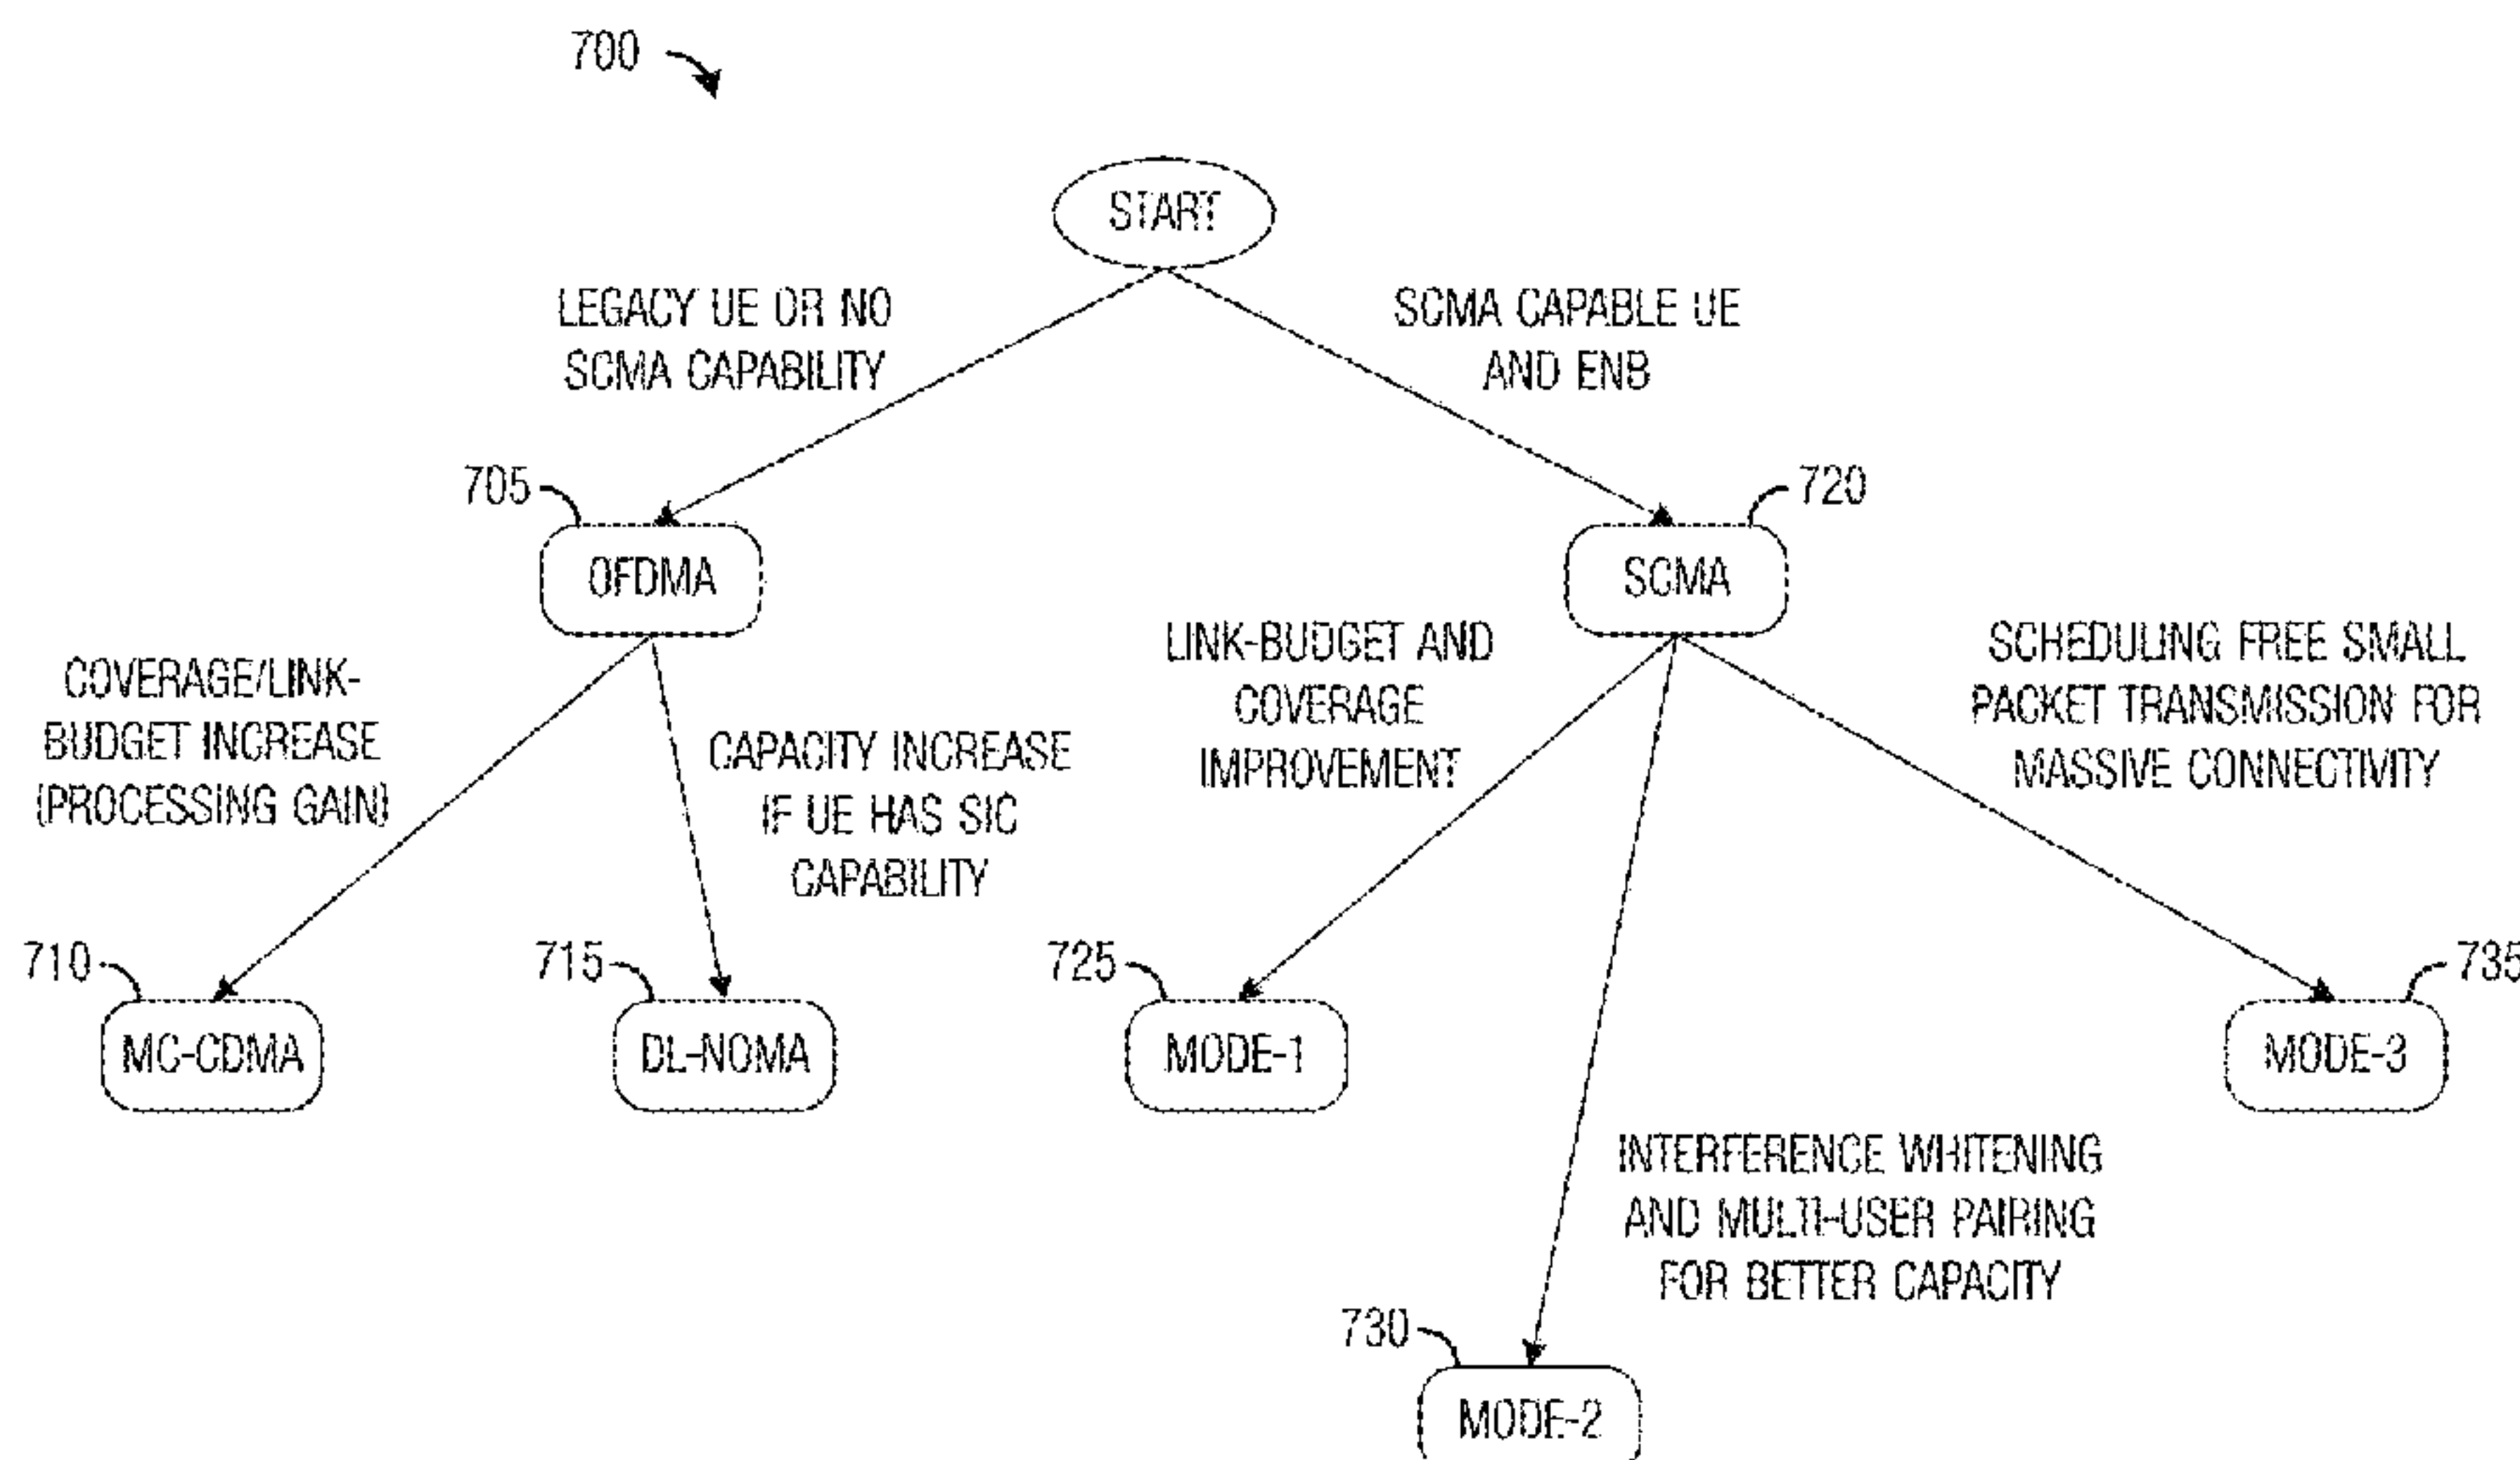 700
START
LEGACY UE OR NO
SCMA CAPABILITY
SCMA CAPABLE UE
AND ENB
705
OFDMA
720
SCMA
COVERAGE/LINK-
BUDGET INCREASE
(PROCESSING GAIN)
CAPACITY INCREASE
IF UE HAS SIC
CAPABILITY
LINK-BUDGET AND
COVERAGE
IMPROVEMENT
SCHEDULING FREE SMALL
PACKET TRANSMISSION FOR
MASSIVE CONNECTIVITY
710
MC-CDMA
715
DL-NOMA
725
MODE-1
735
MODE-3
INTERFERENCE WHITENING
AND MULTI-USER PAIRING
FOR BETTER CAPACITY
730
MODE-2